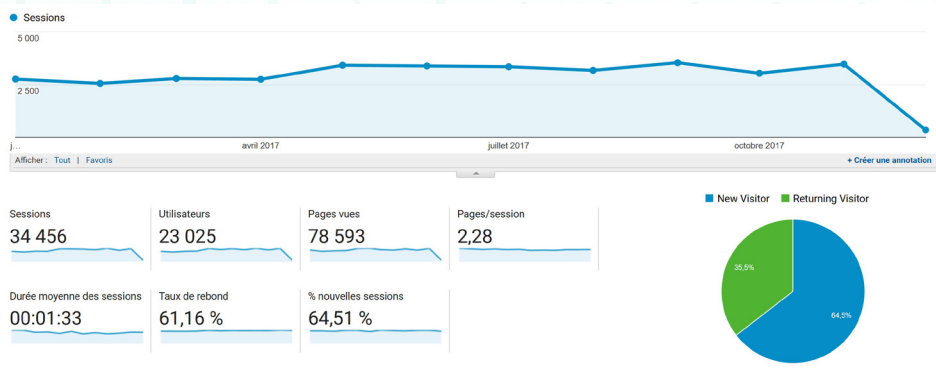 Sessions
5 000
2 500
j...
avril 2017
juillet 2017
octobre 2017
Afficher : Tout | Favoris
+ Créer une annotation
New Visitor
Returning Visitor
Sessions
34 456
Utilisateurs
23 025
Pages vues
78 593
Pages/session
2,28
35,5%
64,5%
Durée moyenne des sessions
00:01:33
Taux de rebond
61,16 %
% nouvelles sessions
64,51 %